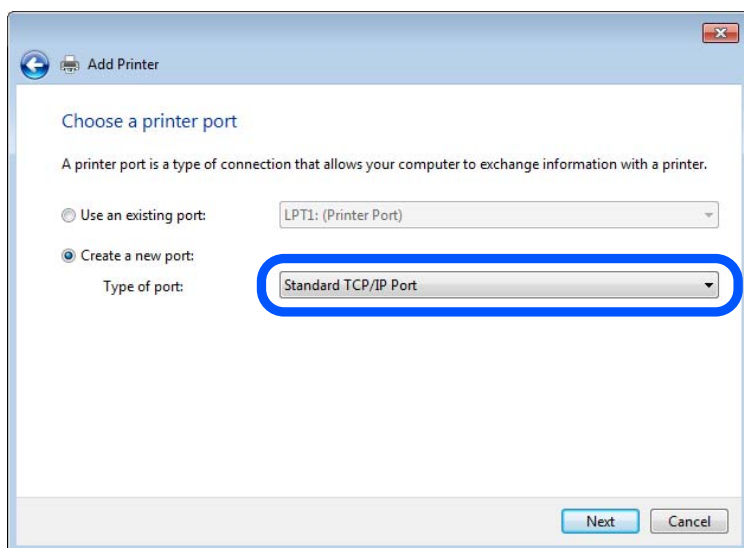 Add Printer
Choose a printer port
A printer port is a type of connection that allows your computer to exchange information with a printer.
Use an existing port: LPT1: (Printer Port)
Create a new port:
Type of port: Standard TCP/IP Port
Next Cancel